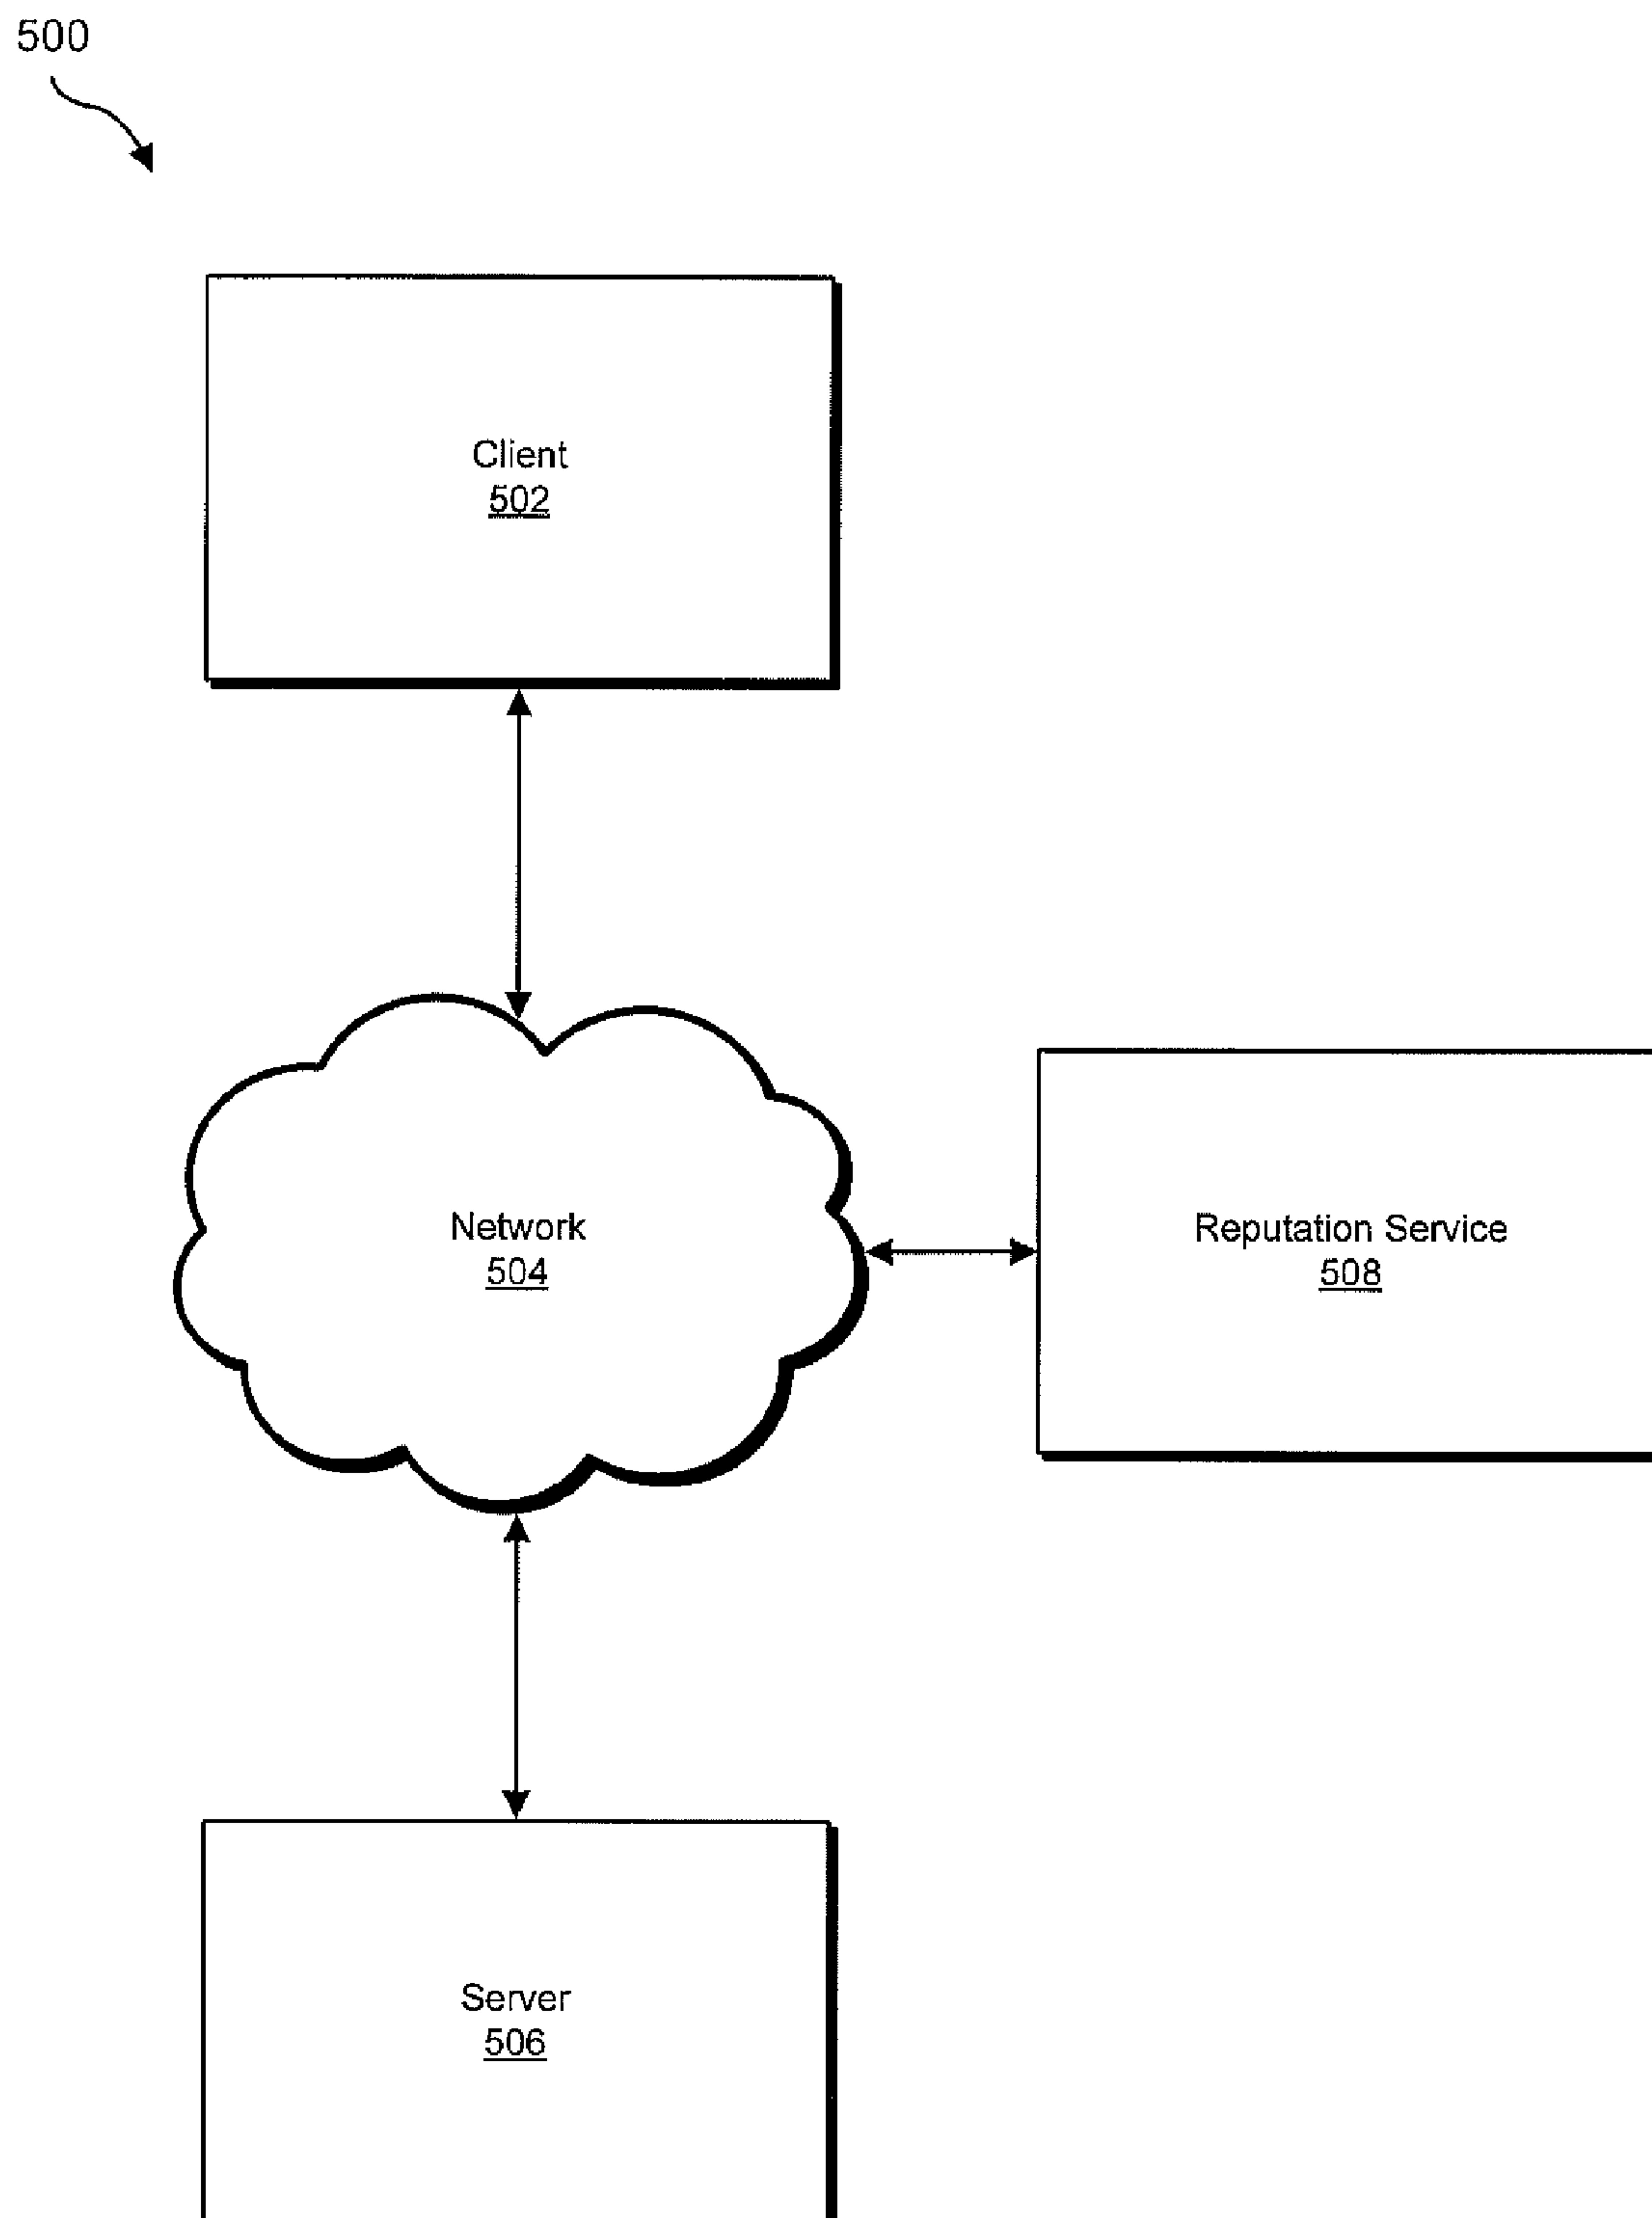 500
Client
502
Network
504
Reputation Service
508
Server
506